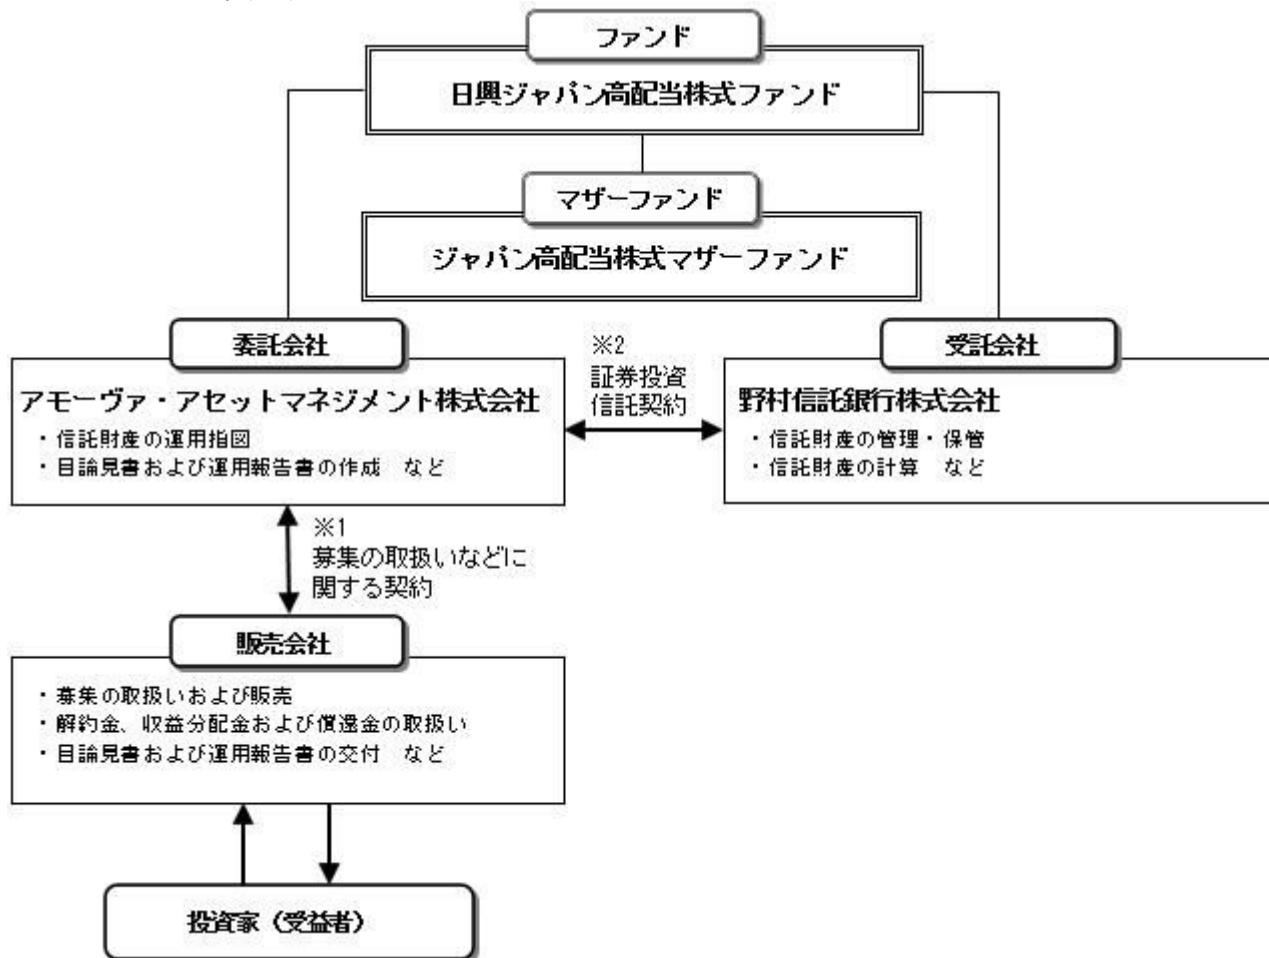 ファンド
日興ジャパン高配当株式ファンド
マザーファンド
ジャパン高配当株式マザーファンド
委託会社
アモーヴァ・アセットマネジメント株式会社
・信託財産の運用指図
・目論見書および運用報告書の作成　など
※2
証券投資
信託契約
受託会社
野村信託銀行株式会社
・信託財産の管理・保管
・信託財産の計算　など
※1
募集の取扱いなどに
関する契約
販売会社
・募集の取扱いおよび販売
・解約金、収益分配金および償還金の取扱い
・目論見書および運用報告書の交付　など
投資家（受益者）